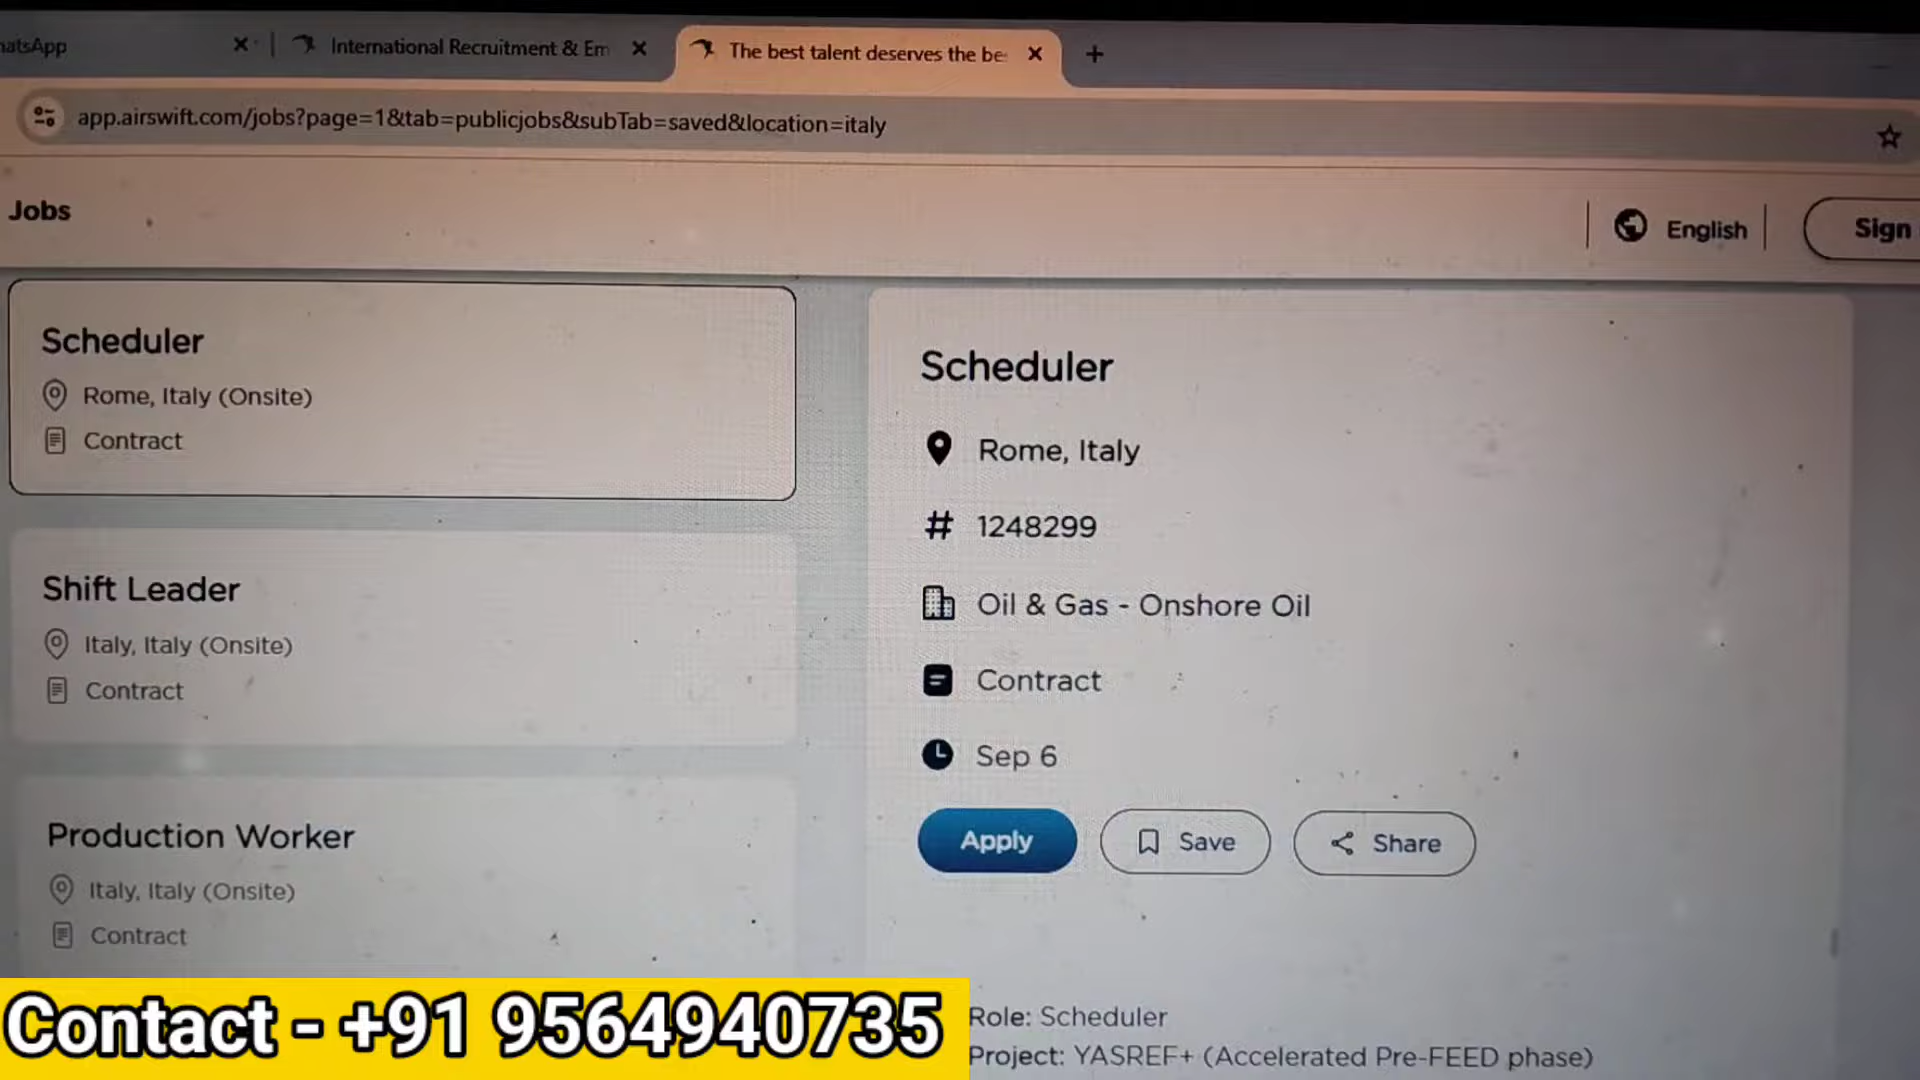 hatsApp
International Recruitment & Em
The best talent deserves the be
app.airswift.com/jobs?page=1&tab=publicjobs&subTab=saved&location=italy
Jobs
English
Sign
Scheduler
Rome, Italy (Onsite)
Contract
Shift Leader
Italy, Italy (Onsite)
Contract
Production Worker
Italy, Italy (Onsite)
Contract
Scheduler
Rome, Italy
# 1248299
Oil & Gas - Onshore Oil
Contract
Sep 6
Apply
Save
Share
Role: Scheduler
Project: YASREF+ (Accelerated Pre-FEED phase)
Contact - +91 9564940735